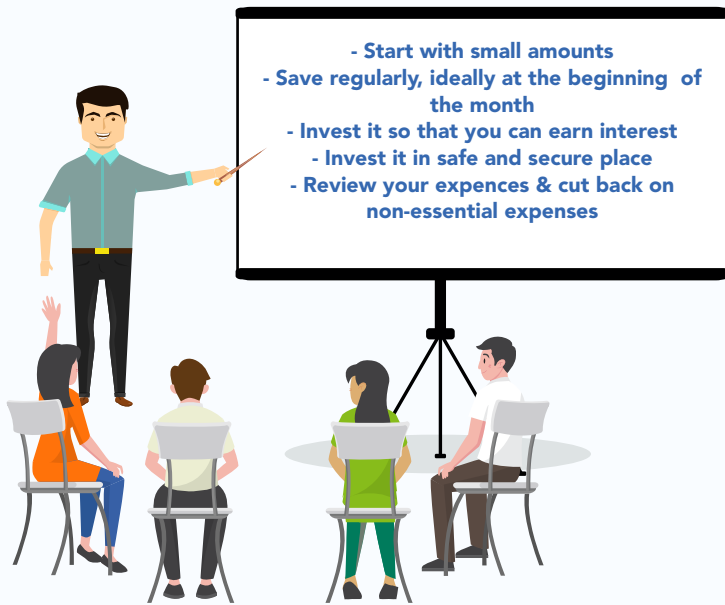 - Start with small amounts
- Save regularly, ideally at the beginning of
the month
- Invest it so that you can earn interest
- Invest it in safe and secure place
- Review your expences & cut back on
non-essential expenses